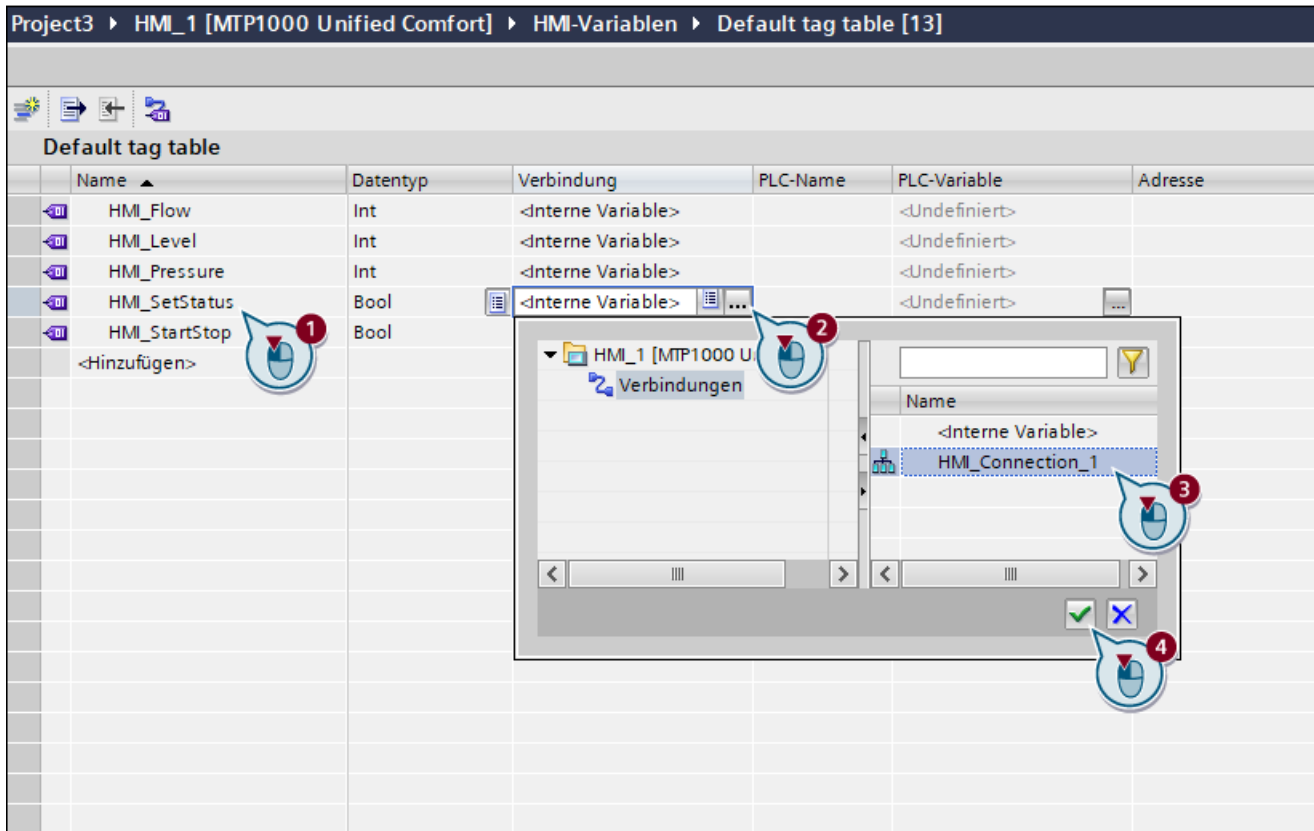 Project3 ▸ HMI_1 [MTP1000 Unified Comfort] ▸ HMI-Variablen ▸ Default tag table [13]
Default tag table
Name Datentyp Verbindung PLC-Name PLC-Variable Adresse
HMI_Flow Int <Interne Variable> <Undefiniert>
HMI_Level Int <Interne Variable> <Undefiniert>
HMI_Pressure Int <Interne Variable> <Undefiniert>
HMI_SetStatus Bool <Interne Variable> ... <Undefiniert> ...
HMI_StartStop Bool
1
2
<Hinzufügen>
HMI_1 [MTP1000 U
Verbindungen
Name
<Interne Variable>
HMI_Connection_1
3
4